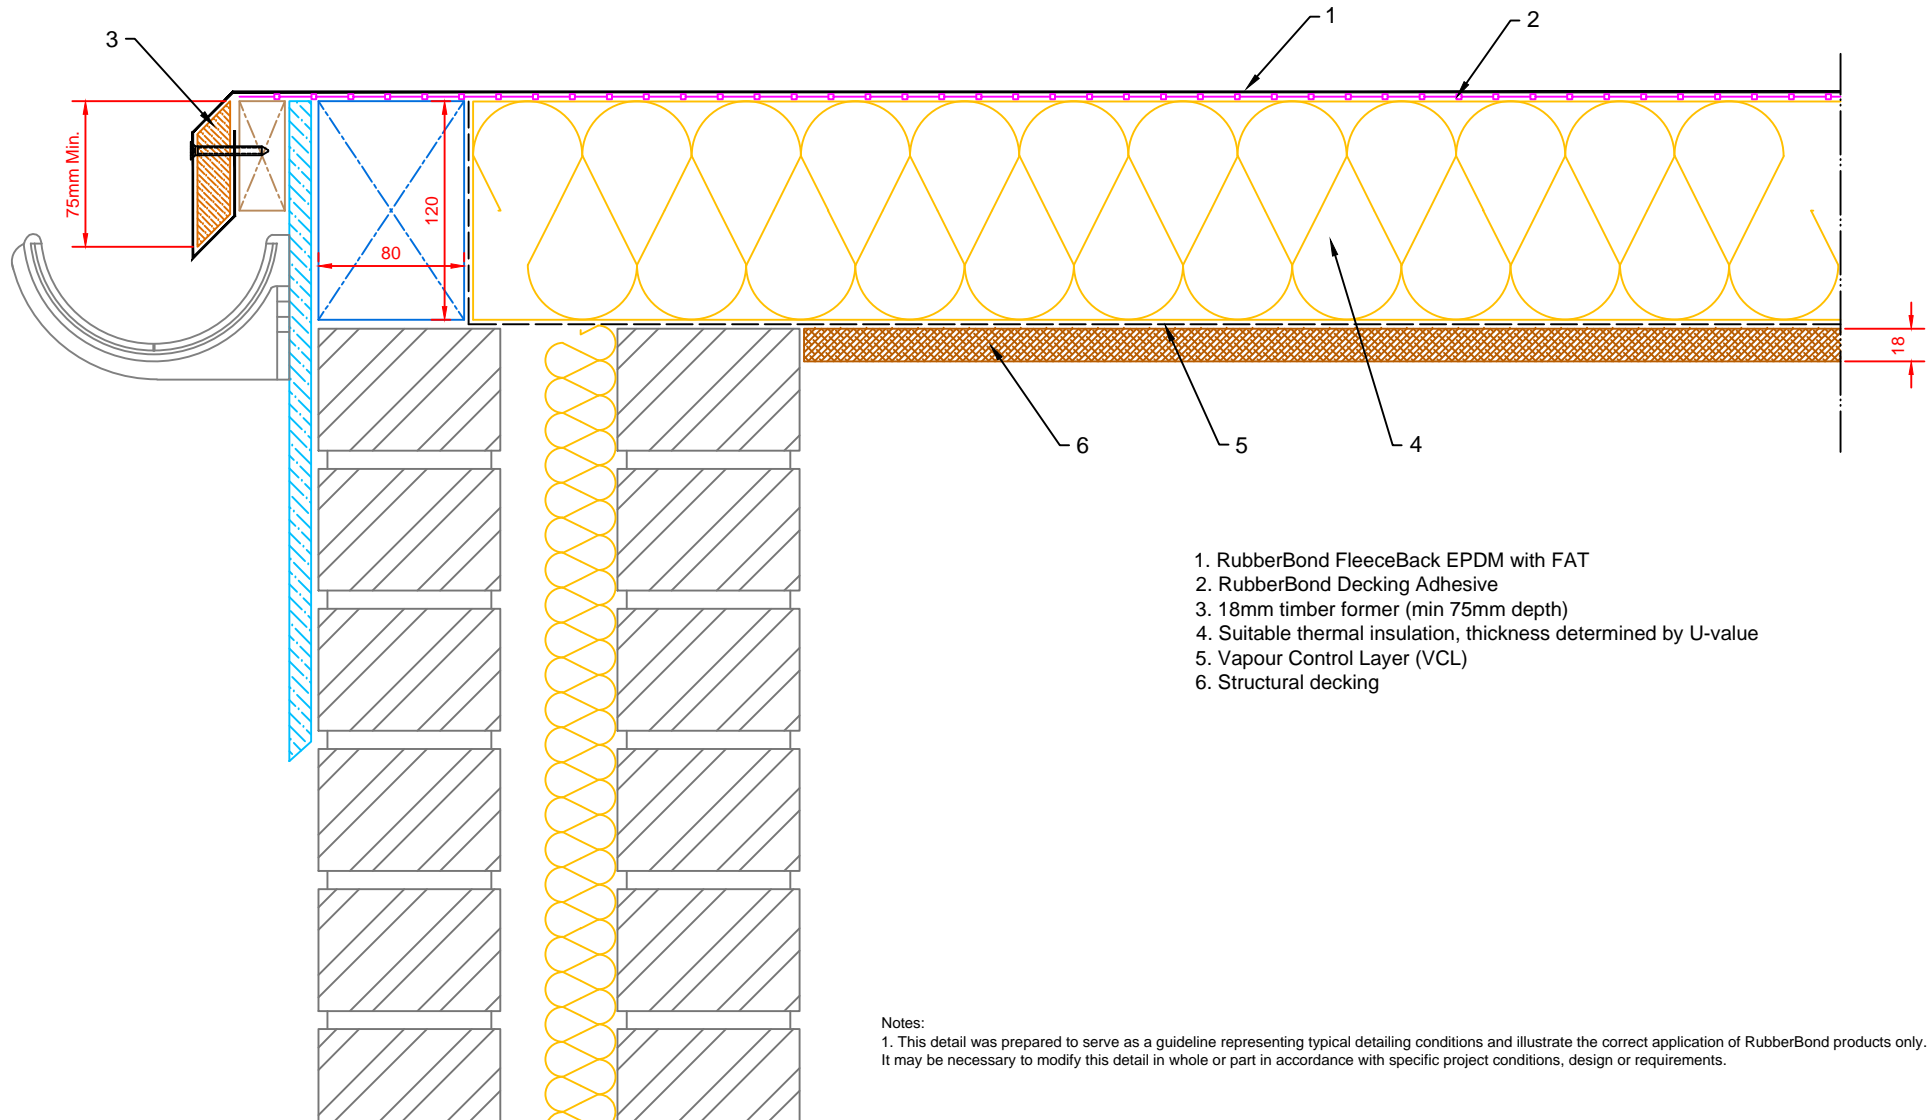 1
2
3
75mm Min.
120
80
18
6
5
4
1. RubberBond FleeceBack EPDM with FAT
2. RubberBond Decking Adhesive
3. 18mm timber former (min 75mm depth)
4. Suitable thermal insulation, thickness determined by U-value
5. Vapour Control Layer (VCL)
6. Structural decking
Notes:
1. This detail was prepared to serve as a guideline representing typical detailing conditions and illustrate the correct application of RubberBond products only.
It may be necessary to modify this detail in whole or part in accordance with specific project conditions, design or requirements.